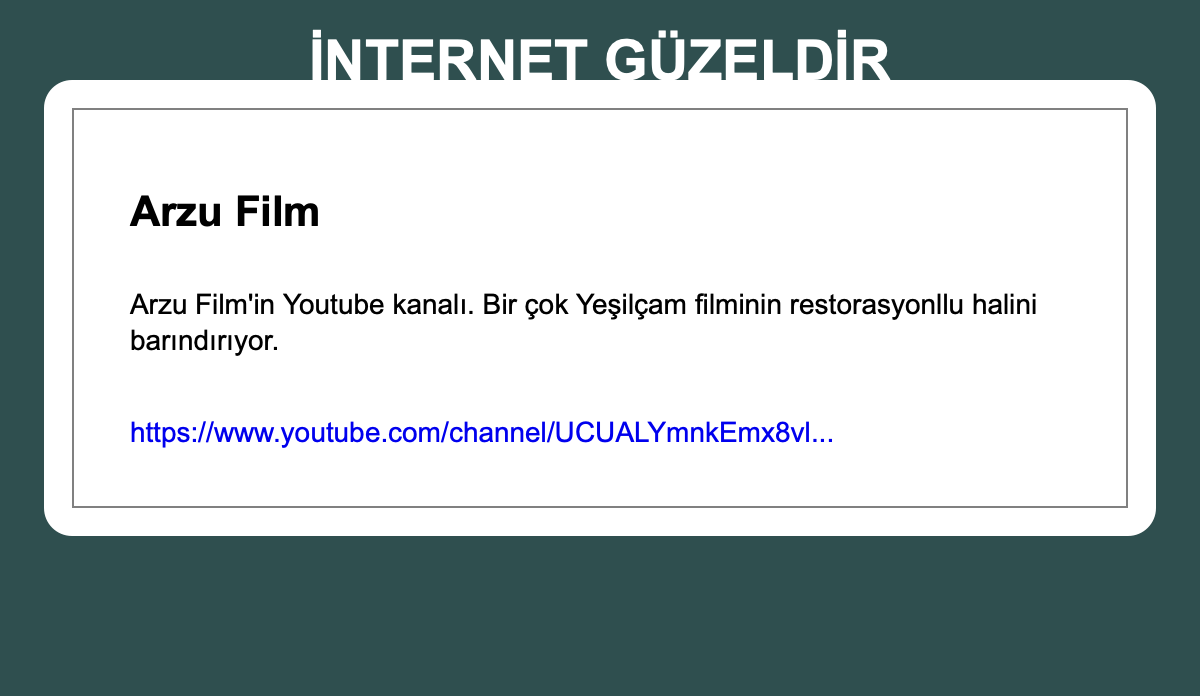 İNTERNET GÜZELDİR
Arzu Film
Arzu Film'in Youtube kanalı. Bir çok Yeşilçam filminin restorasyonllu halini
barındırıyor.
https://www.youtube.com/channel/UCUALYmnkEmx8vl...